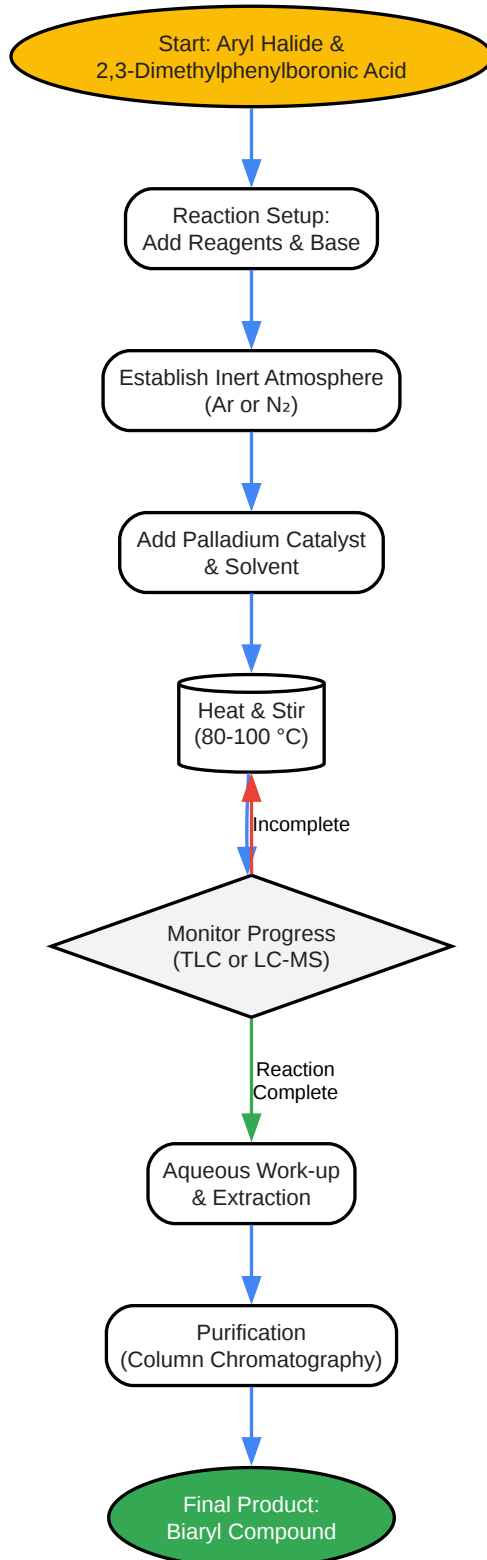 Start: Aryl Halide &
2,3-Dimethylphenylboronic Acid
Reaction Setup:
Add Reagents & Base
Establish Inert Atmosphere
(Ar or N₂)
Add Palladium Catalyst
& Solvent
Heat & Stir
(80-100 °C)
Incomplete
Monitor Progress
(TLC or LC-MS)
Reaction
Complete
Aqueous Work-up
& Extraction
Purification
(Column Chromatography)
Final Product:
Biaryl Compound